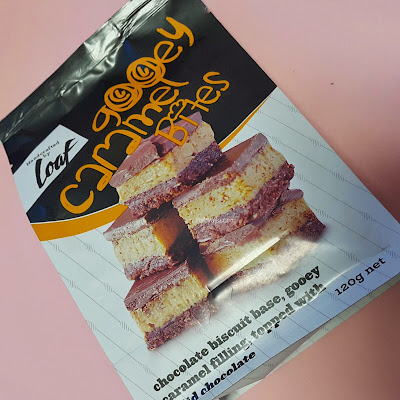 Handcrafted
by
Loaf
gooey
caramel
BITES
chocolate biscuit base, gooey
caramel filling, topped with
chocolate
120g net